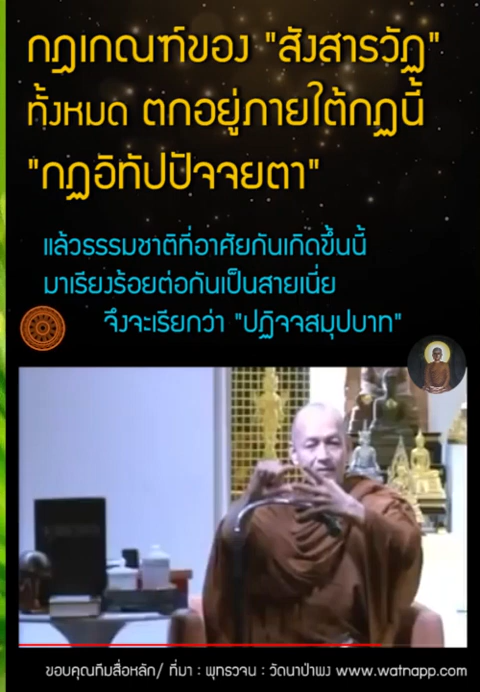 กฎเกณฑ์ของ "สังสารวัฏ"
ทั้งหมด ตกอยู่ภายใต้กฎนี้
"กฎอิทัปปัจจยตา"
แล้วธรรมชาติที่อาศัยกันเกิดขึ้นนี้
มาเรียงร้อยต่อกันเป็นสายเนี่ย
จึงจะเรียกว่า "ปฏิจจสมุปบาท"
ขอบคุณทีมสื่อหลัก/ ที่มา : พุทธวจน : วัดนาป่าพง www.watnapp.com